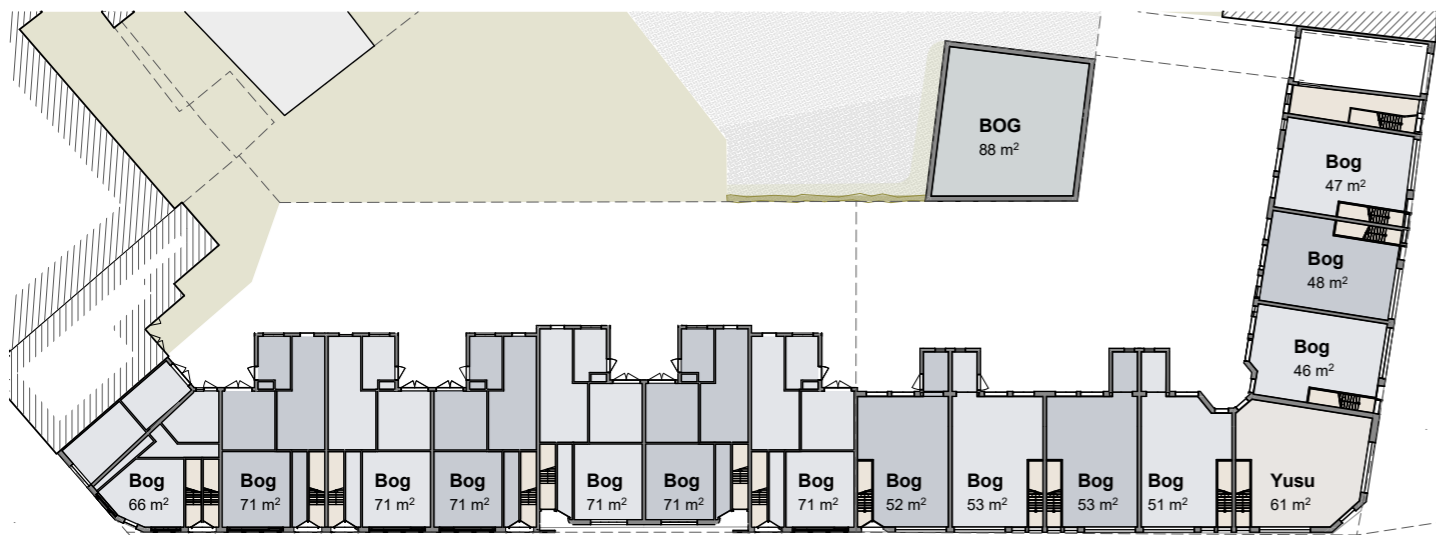 BOG
88 m²
Bog
47 m²
Bog
48 m²
Bog
46 m²
Bog
66 m²
Bog
71 m²
Bog
71 m²
Bog
71 m²
Bog
71 m²
Bog
71 m²
Bog
71 m²
Bog
52 m²
Bog
53 m²
Bog
53 m²
Bog
51 m²
Yusu
61 m²